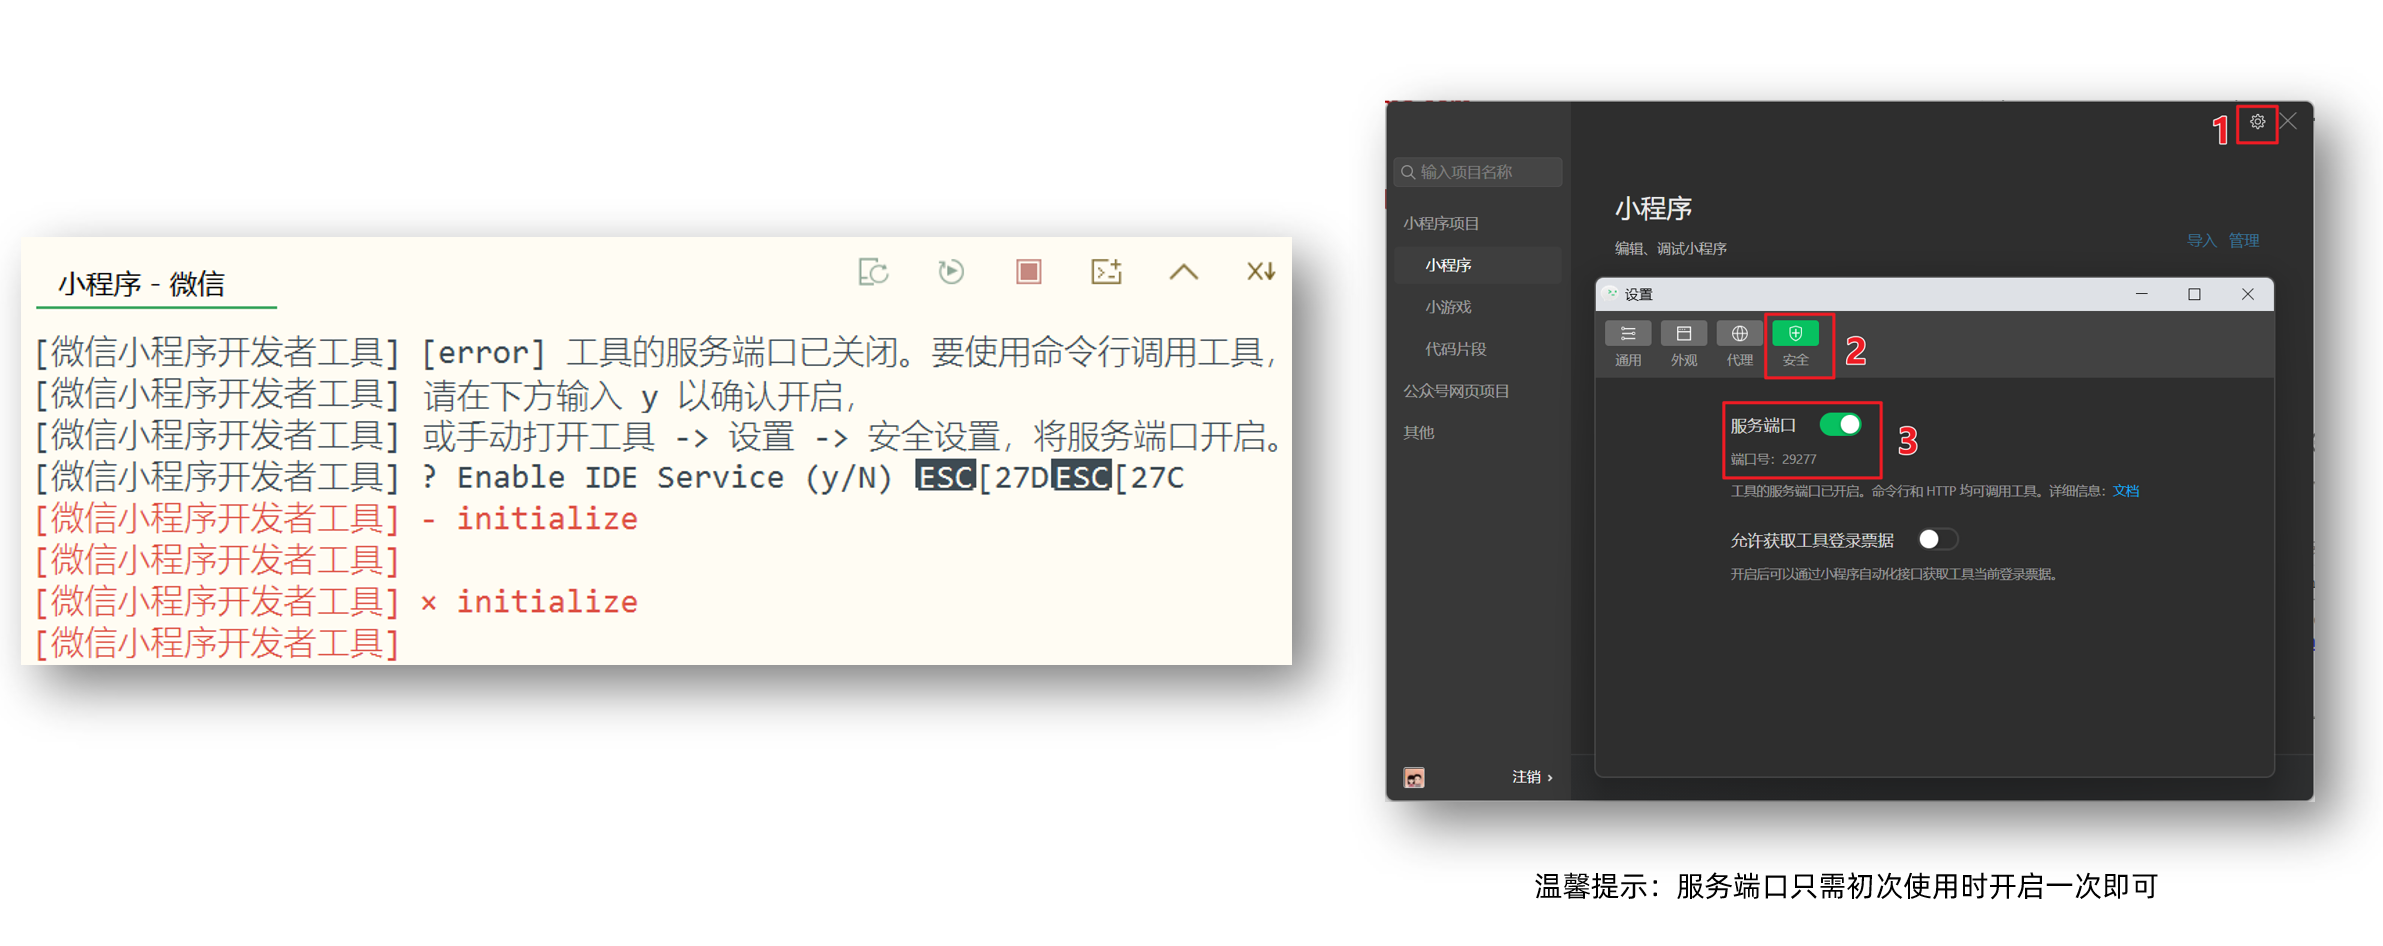 小程序 - 微信
[微信小程序开发者工具] [error] 工具的服务端口已关闭。要使用命令行调用工具，
[微信小程序开发者工具] 请在下方输入 y 以确认开启，
[微信小程序开发者工具] 或手动打开工具 -> 设置 -> 安全设置，将服务端口开启。
[微信小程序开发者工具] ? Enable IDE Service (y/N) ESC[27DESC[27C
[微信小程序开发者工具] - initialize
[微信小程序开发者工具]
[微信小程序开发者工具] × initialize
[微信小程序开发者工具]
1
输入项目名称
小程序项目
小程序
小游戏
代码片段
公众号网页项目
其他
注销 ›
小程序
编辑、调试小程序
导入 管理
设置
通用 外观 代理 安全
2
服务端口
端口号：29277
3
工具的服务端口已开启。命令行和 HTTP 均可调用工具。详细信息：文档
允许获取工具登录票据
开启后可以通过小程序自动化接口获取工具当前登录票据。
温馨提示：服务端口只需初次使用时开启一次即可